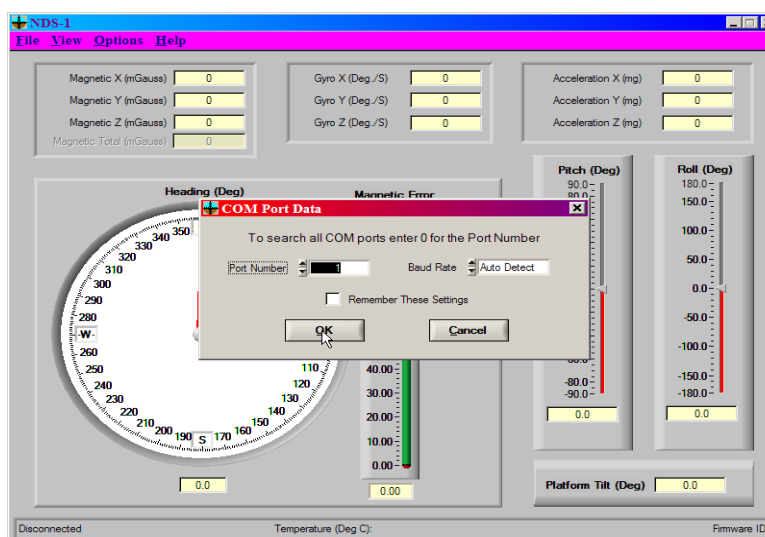 NDS-1
File View Options Help
Magnetic X (mGauss) 0
Magnetic Y (mGauss) 0
Magnetic Z (mGauss) 0
Magnetic Total (mGauss) 0
Gyro X (Deg./S) 0
Gyro Y (Deg./S) 0
Gyro Z (Deg./S) 0
Acceleration X (mg) 0
Acceleration Y (mg) 0
Acceleration Z (mg) 0
Heading (Deg)
Magnetic Error
COM Port Data
To search all COM ports enter 0 for the Port Number
Port Number 1 Baud Rate Auto Detect
Remember These Settings
OK Cancel
350
340
330
320
310
300
290
280
-W-
260
250
240
230
220
210
200
190
S
170
160
150
140
130
120
110
0.0
40.00
30.00
20.00
10.00
0.00
0.00
Pitch (Deg)
90.0
80.0
-80.0
-90.0
0.0
Roll (Deg)
180.0
150.0
100.0
50.0
0.0
-50.0
-100.0
-150.0
-180.0
0.0
Platform Tilt (Deg) 0.0
Disconnected Temperature (Deg C): Firmware ID